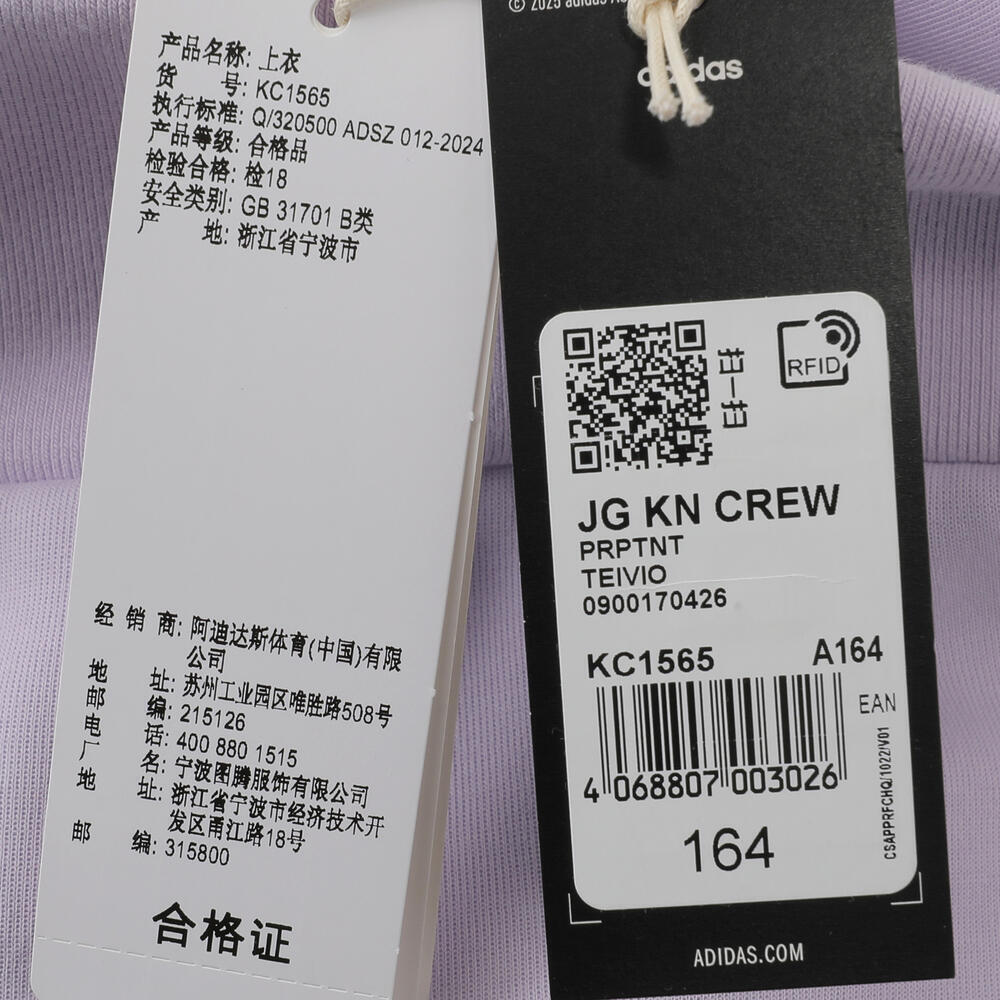 产品名称: 上衣
货 号: KC1565
执行标准: Q/320500 ADSZ 012-2024
产品等级: 合格品
检验合格: 检18
安全类别: GB 31701 B类
产 地: 浙江省宁波市
经 销 商: 阿迪达斯体育(中国)有限
公司
地 址: 苏州工业园区唯胜路508号
邮 编: 215126
电 话: 400 880 1515
厂 名: 宁波图腾服饰有限公司
地 址: 浙江省宁波市经济技术开
发区甬江路18号
邮 编: 315800
合格证
© 2025 adidas
adidas
RFID
扫一扫
JG KN CREW
PRPTNT
TEIVIO
0900170426
KC1565 A164
EAN
4 068807 003026
CSAPPRFCHQ/1022/V01
164
ADIDAS.COM